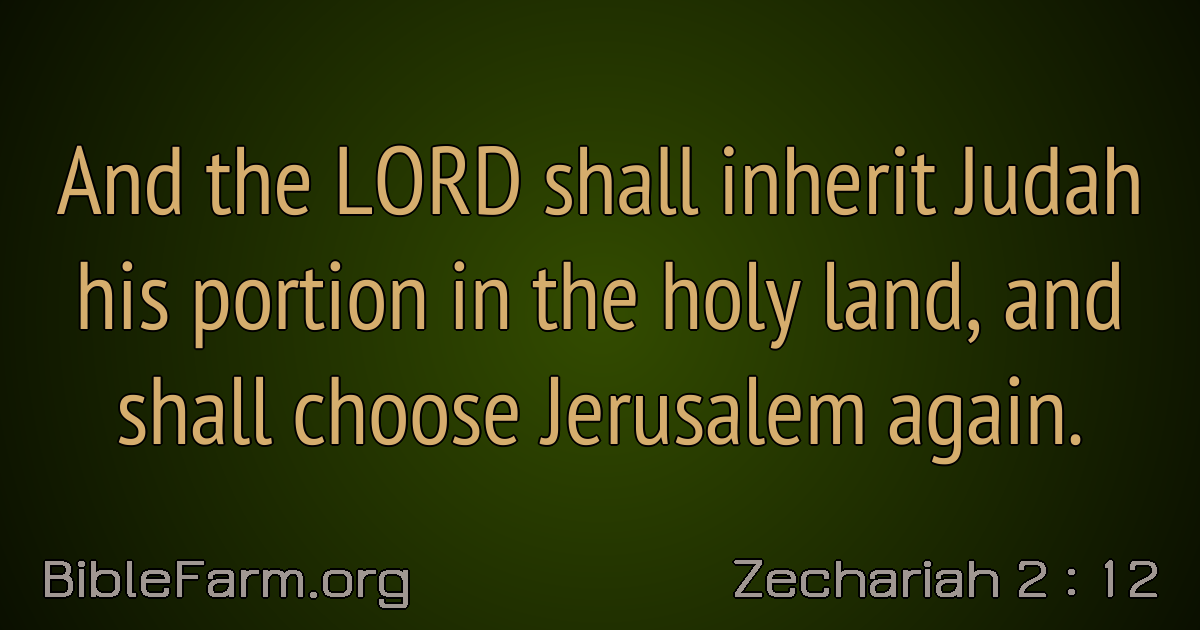 And the LORD shall inherit Judah
his portion in the holy land, and
shall choose Jerusalem again.
BibleFarm.org
Zechariah 2 : 12